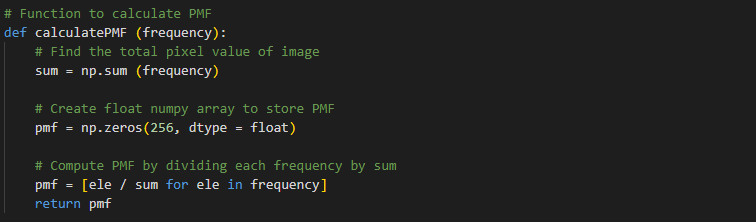 # Function to calculate PMF
def calculatePMF (frequency):
    # Find the total pixel value of image
    sum = np.sum (frequency)

    # Create float numpy array to store PMF
    pmf = np.zeros(256, dtype = float)

    # Compute PMF by dividing each frequency by sum
    pmf = [ele / sum for ele in frequency]
    return pmf